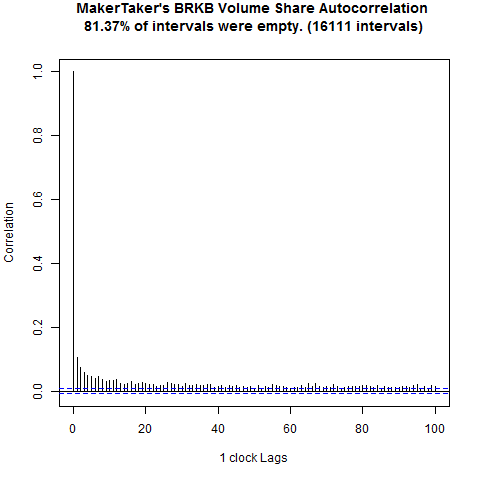 MakerTaker's BRKB Volume Share Autocorrelation
81.37% of intervals were empty. (16111 intervals)
1.0
0.8
0.6
0.4
0.2
0.0
Correlation
0 20 40 60 80 100
1 clock Lags